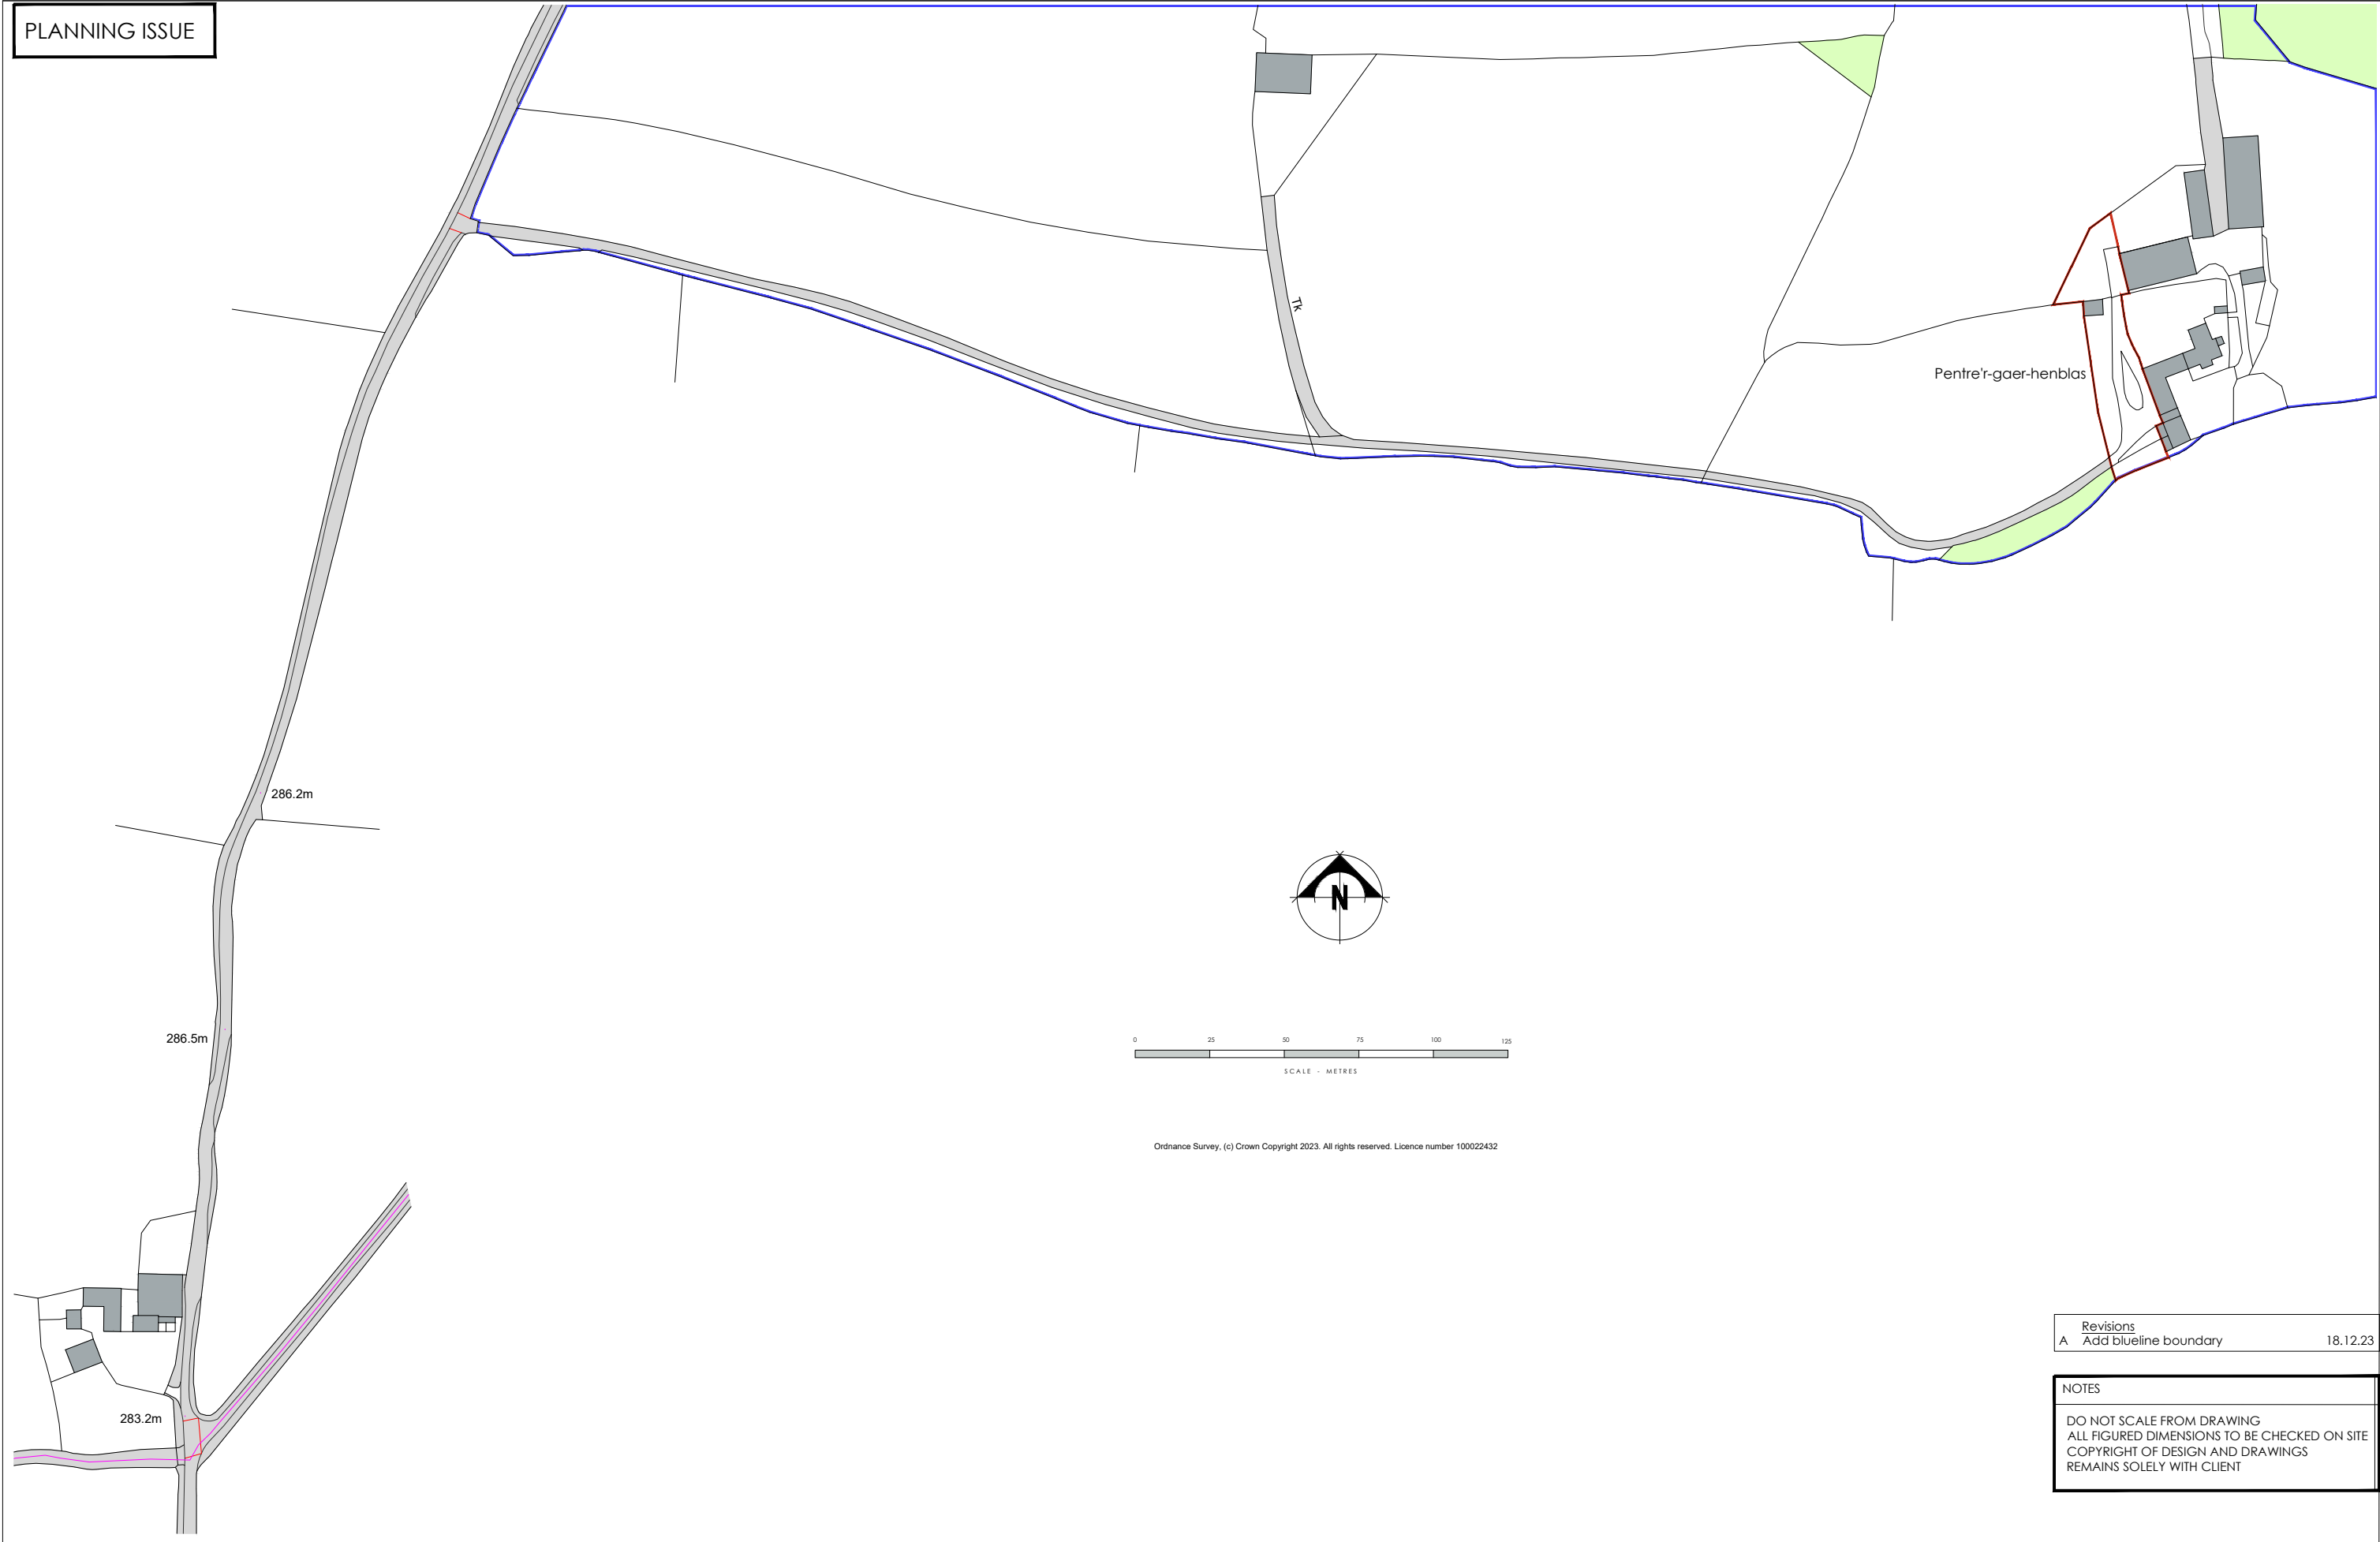 PLANNING ISSUE
Tk
Pentre'r-gaer-henblas
286.2m
N
286.5m
0 25 50 75 100 125
SCALE - METRES
Ordnance Survey, (c) Crown Copyright 2023. All rights reserved. Licence number 100022432
283.2m
Revisions
A Add blueline boundary 18.12.23
NOTES
DO NOT SCALE FROM DRAWING
ALL FIGURED DIMENSIONS TO BE CHECKED ON SITE
COPYRIGHT OF DESIGN AND DRAWINGS
REMAINS SOLELY WITH CLIENT